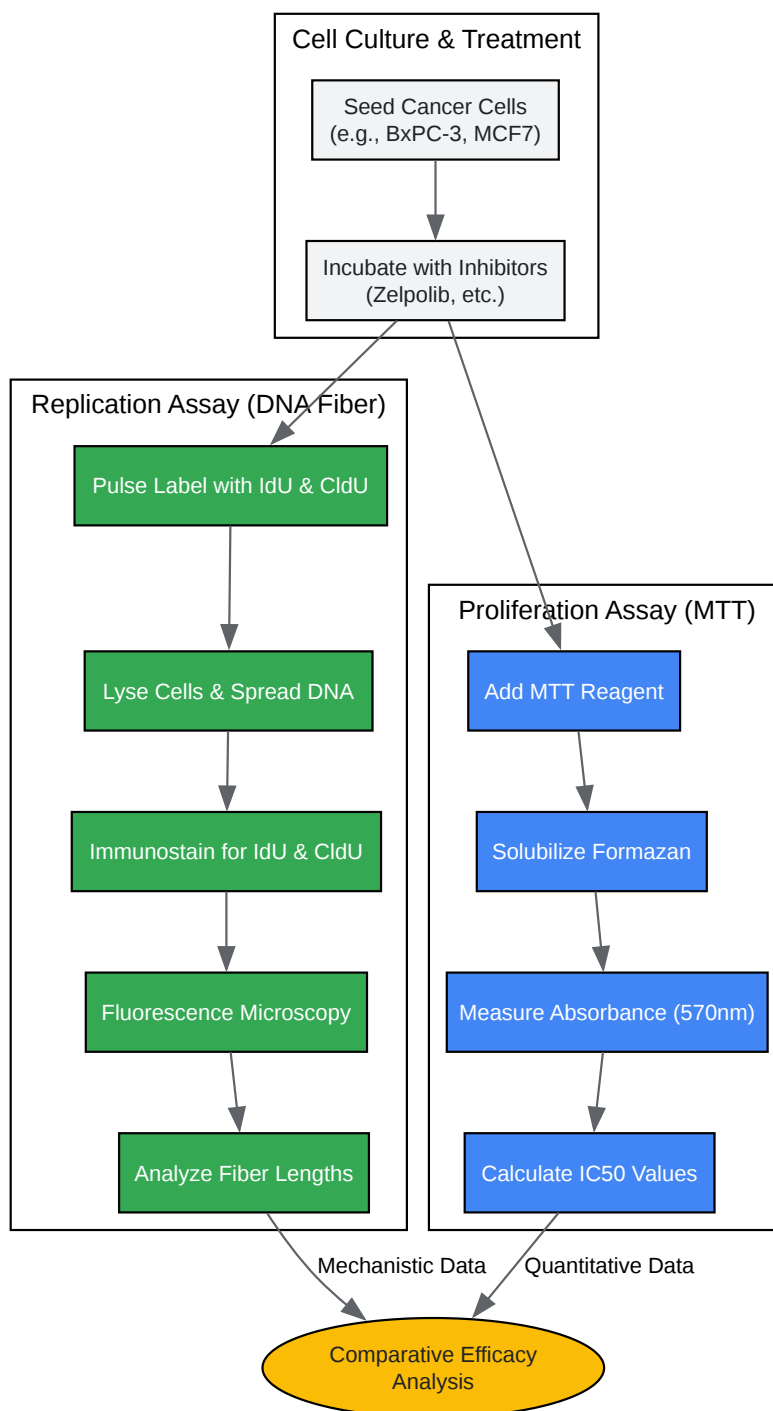 Cell Culture & Treatment
Seed Cancer Cells
(e.g., BxPC-3, MCF7)
Incubate with Inhibitors
(Zelpolib, etc.)
Replication Assay (DNA Fiber)
Pulse Label with IdU & CldU
Lyse Cells & Spread DNA
Immunostain for IdU & CldU
Fluorescence Microscopy
Analyze Fiber Lengths
Proliferation Assay (MTT)
Add MTT Reagent
Solubilize Formazan
Measure Absorbance (570nm)
Calculate IC50 Values
Mechanistic Data
Quantitative Data
Comparative Efficacy
Analysis